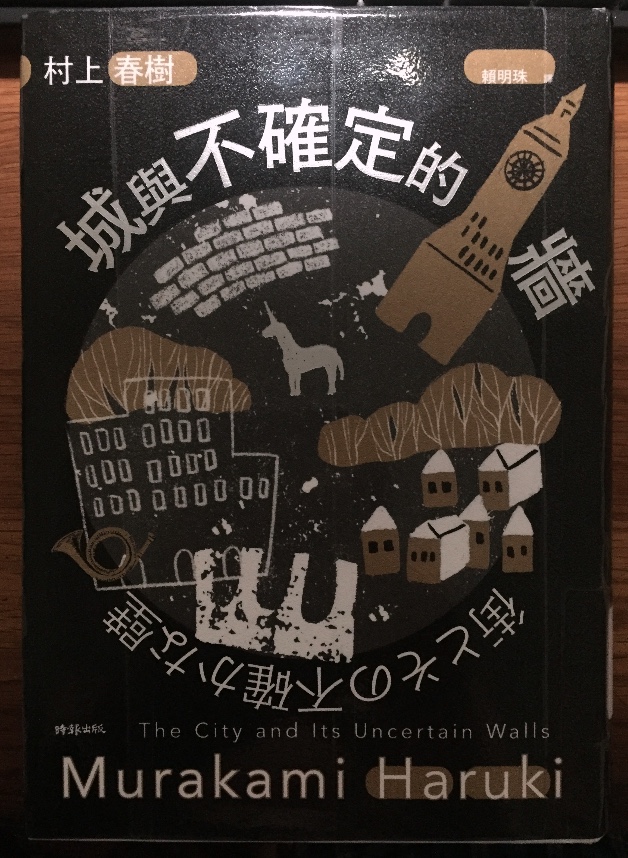 村上春樹
賴明珠 譯
城與不確定的牆
街とその不確かな壁
時報出版
The City and Its Uncertain Walls
Murakami Haruki